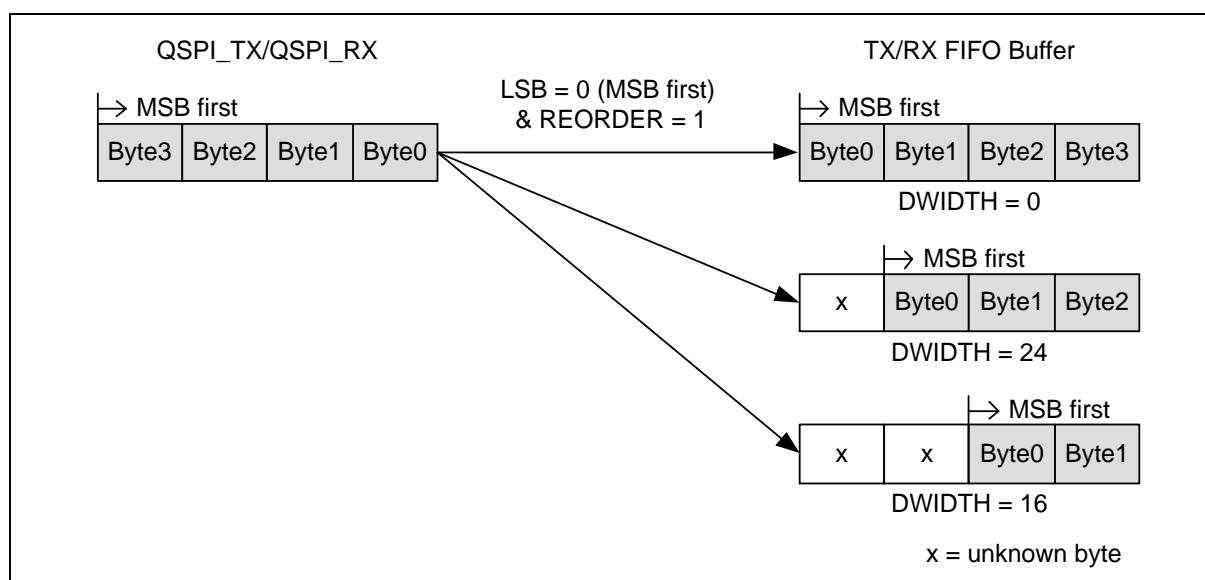 QSPI_TX/QSPI_RX
TX/RX FIFO Buffer
LSB = 0 (MSB first)
& REORDER = 1
MSB first
MSB first
Byte3 Byte2 Byte1 Byte0
Byte0 Byte1 Byte2 Byte3
DWIDTH = 0
MSB first
x Byte0 Byte1 Byte2
DWIDTH = 24
MSB first
x x Byte0 Byte1
DWIDTH = 16
x = unknown byte